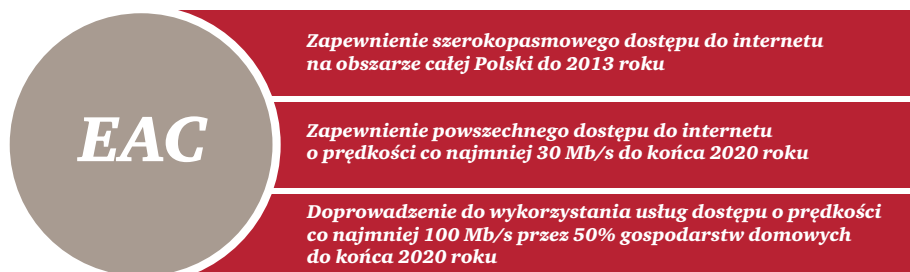 EAC
Zapewnienie szerokopasmowego dostępu do internetu
na obszarze całej Polski do 2013 roku
Zapewnienie powszechnego dostępu do internetu
o prędkości co najmniej 30 Mb/s do końca 2020 roku
Doprowadzenie do wykorzystania usług dostępu o prędkości
co najmniej 100 Mb/s przez 50% gospodarstw domowych
do końca 2020 roku